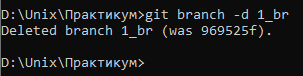 D:\Unix\Практикум>git branch -d 1_br
Deleted branch 1_br (was 969525f).
D:\Unix\Практикум>